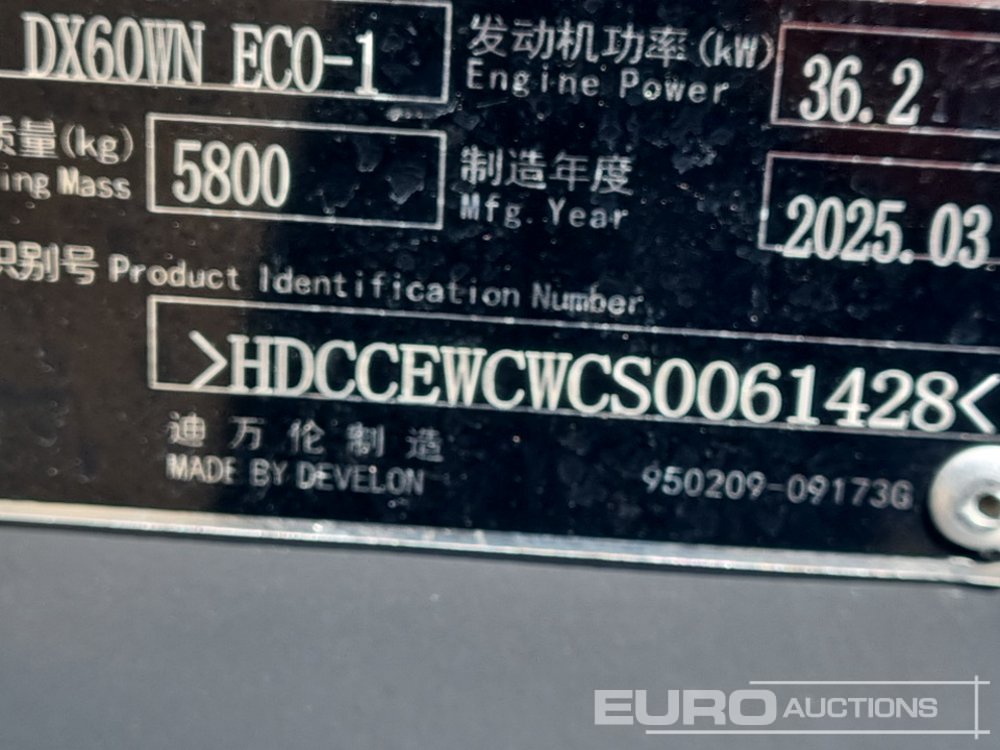 DX60WN ECO-1
发动机功率(kW)
Engine Power
36.2
质量(kg)
ing Mass
5800
制造年度
Mfg. Year
2025.03
识别号 Product Identification Number
>HDCCEWCWCS0061428<
迪万伦制造
MADE BY DEVELON
950209-09173G
EURO AUCTIONS